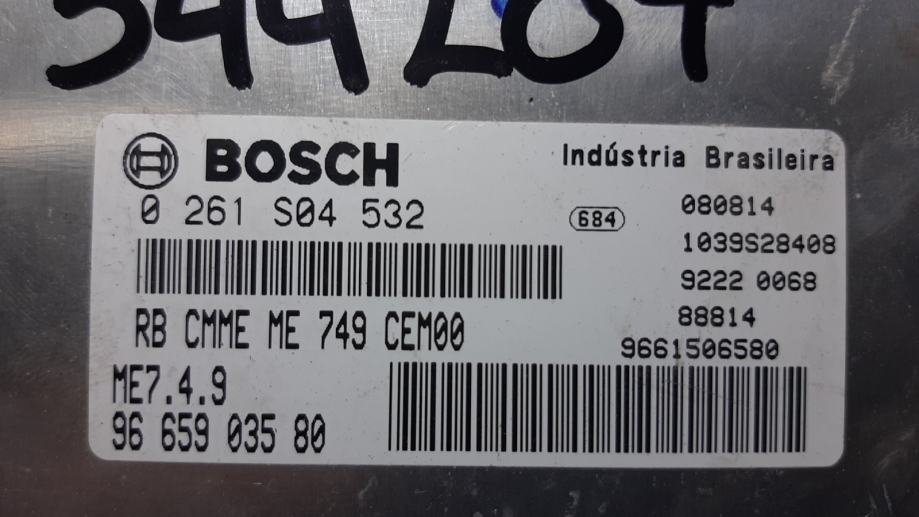 BOSCH
Indústria Brasileira
0 261 S04 532
684
080814
1039S28408
9222 0068
88814
RB CMME ME 749 CEM00
9661506580
ME7.4.9
96 659 035 80